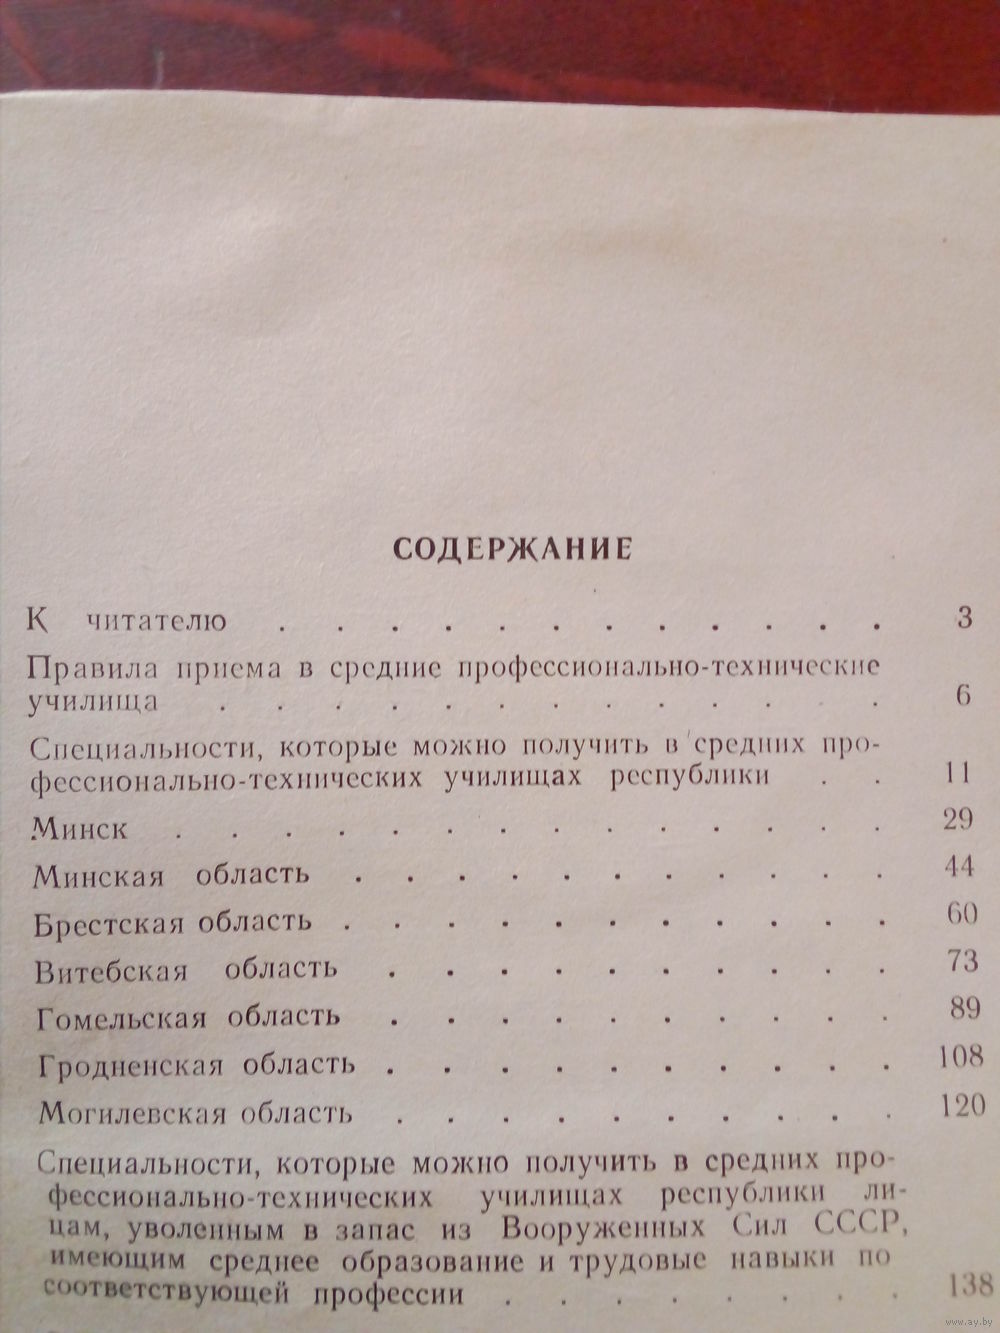 СОДЕРЖАНИЕ
К читателю . . . . . . . . . . . . 3
Правила приема в средние профессионально-технические
училища . . . . . . . . . . . . 6
Специальности, которые можно получить в средних про-
фессионально-технических училищах республики . . 11
Минск . . . . . . . . . . . . . . 29
Минская область . . . . . . . . . . . 44
Брестская область . . . . . . . . . . . 60
Витебская область . . . . . . . . . . 73
Гомельская область . . . . . . . . . . 89
Гродненская область . . . . . . . . . . 108
Могилевская область . . . . . . . . . . 120
Специальности, которые можно получить в средних про-
фессионально-технических училищах республики ли-
цам, уволенным в запас из Вооруженных Сил СССР,
имеющим среднее образование и трудовые навыки по
соответствующей профессии . . . . . . . . 138
www.ay.by